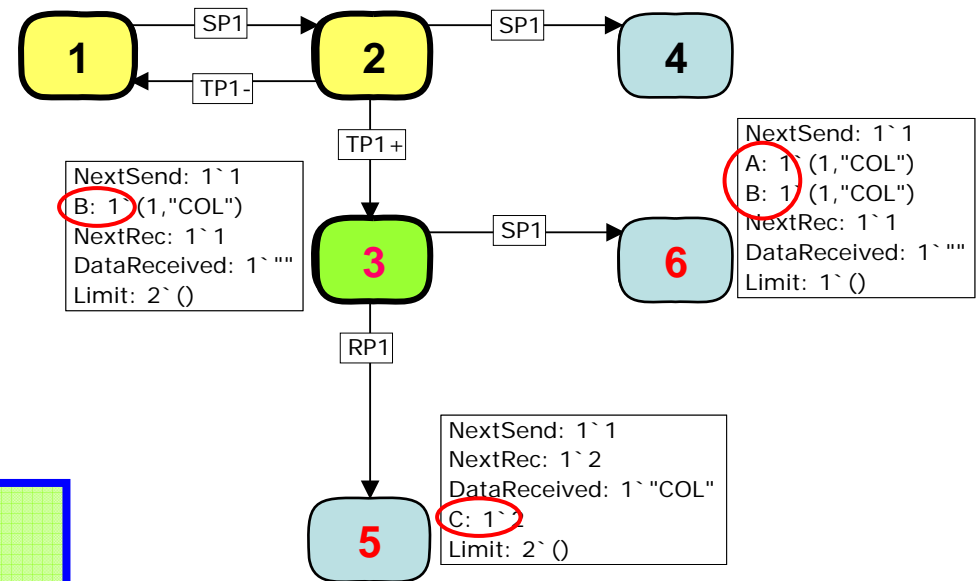 SP1
SP1
1
2
4
TP1-
TP1+
NextSend: 1`1
B: 1`(1,"COL")
NextRec: 1`1
DataReceived: 1`""
Limit: 2`()
3
SP1
6
NextSend: 1`1
A: 1`(1,"COL")
B: 1`(1,"COL")
NextRec: 1`1
DataReceived: 1`""
Limit: 1`()
RP1
5
NextSend: 1`1
NextRec: 1`2
DataReceived: 1`"COL"
C: 1`2
Limit: 2`()